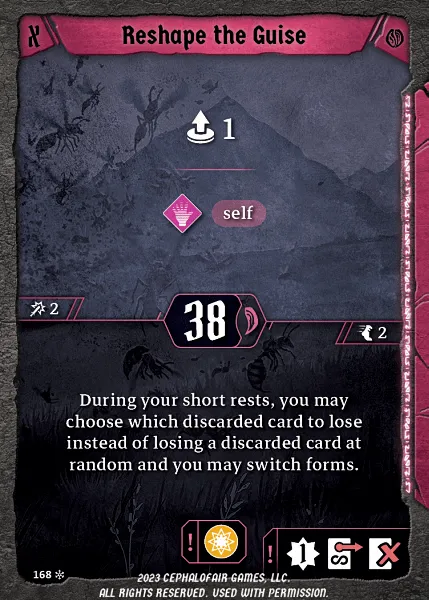 X
Reshape the Guise
1
self
2
38
2
During your short rests, you may
choose which discarded card to lose
instead of losing a discarded card at
random and you may switch forms.
! ! 1
168
2023 CEPHALOFAIR GAMES, LLC.
ALL RIGHTS RESERVED. USED WITH PERMISSION.